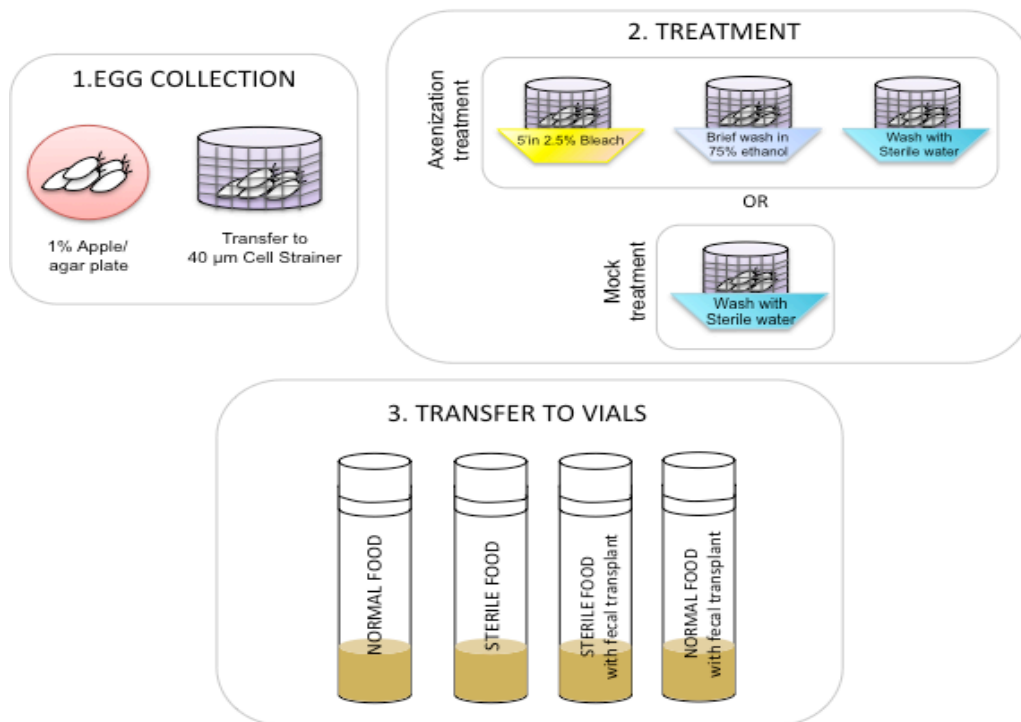 1.EGG COLLECTION
1% Apple/
agar plate
Transfer to
40 µm Cell Strainer
2. TREATMENT
Axenization
treatment
5'in 2.5% Bleach
Brief wash in
75% ethanol
Wash with
Sterile water
OR
Mock
treatment
Wash with
Sterile water
3. TRANSFER TO VIALS
NORMAL FOOD
STERILE FOOD
STERILE FOOD
with fecal transplant
NORMAL FOOD
with fecal transplant